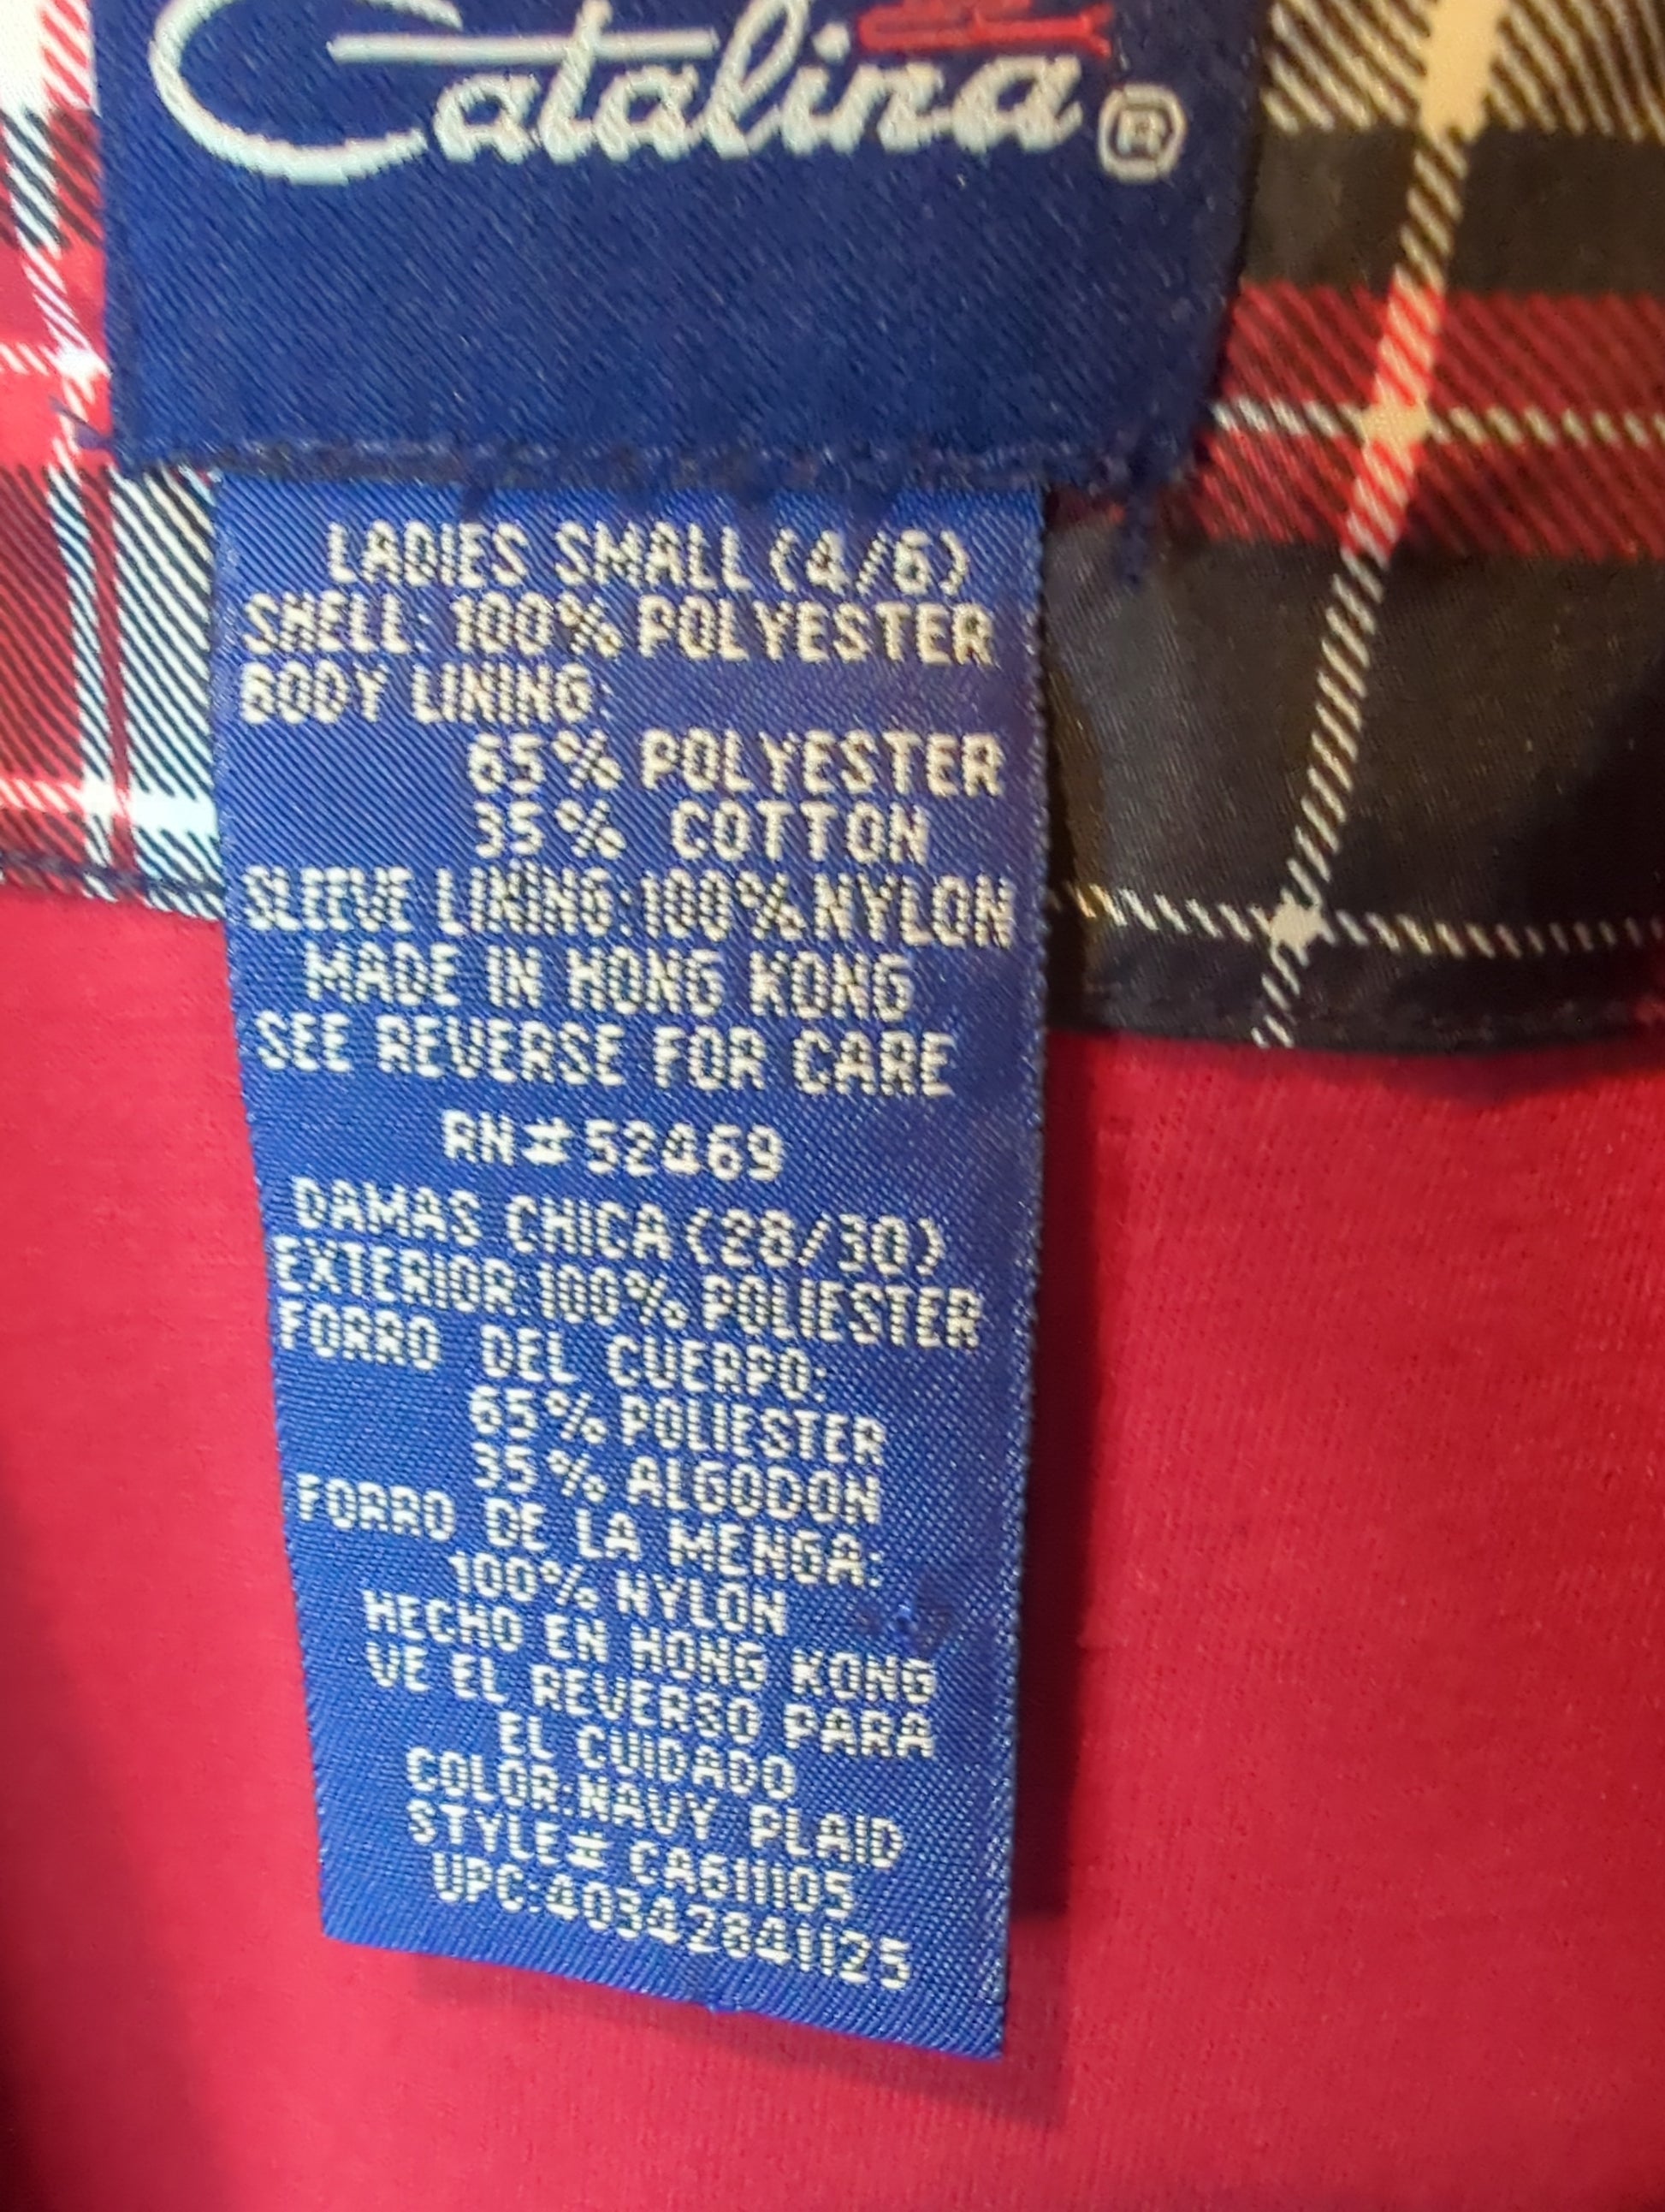 Catalina®
LADIES SMALL (4/6)
SHELL: 100% POLYESTER
BODY LINING:
65% POLYESTER
35% COTTON
SLEEVE LINING: 100% NYLON
MADE IN HONG KONG
SEE REVERSE FOR CARE
RN# 52469
DAMAS CHICA (28/30)
EXTERIOR: 100% POLIESTER
FORRO DEL CUERPO:
65% POLIESTER
35% ALGODON
FORRO DE LA MENGA:
100% NYLON
HECHO EN HONG KONG
VE EL REVERSO PARA
EL CUIDADO
COLOR: NAVY PLAID
STYLE# CA611105
UPC: 40342841125